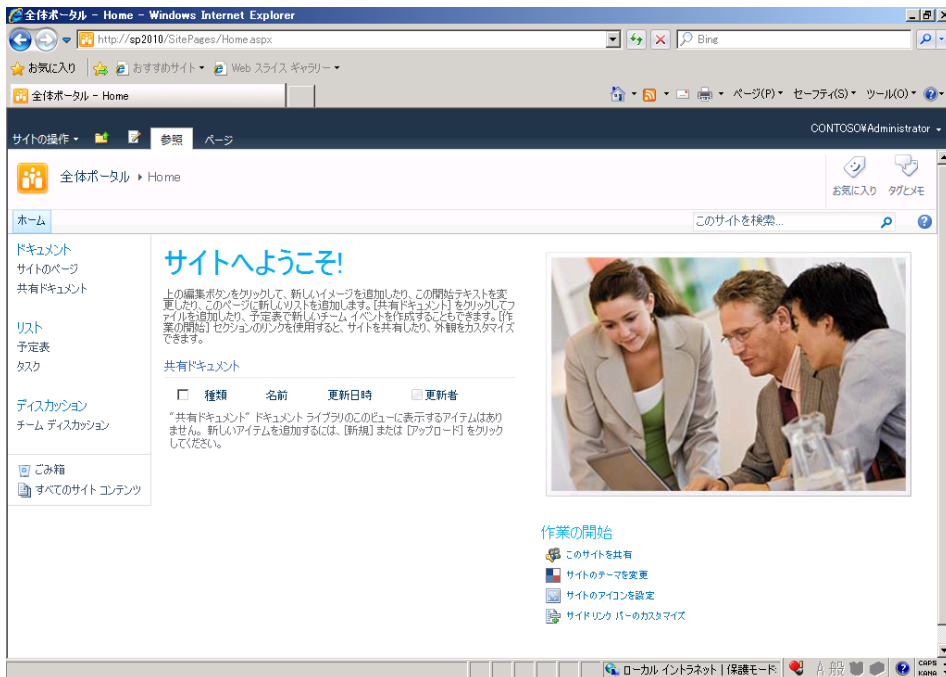 全体ポータル - Home - Windows Internet Explorer
http://sp2010/SitePages/Home.aspx
Bing
お気に入り
おすすめサイト
Web スライス ギャラリー
全体ポータル - Home
ページ(P)
セーフティ(S)
ツール(O)
サイトの操作
参照
ページ
CONTOSO¥Administrator
全体ポータル
Home
お気に入り
タグとメモ
ホーム
このサイトを検索...
ドキュメント
サイトのページ
共有ドキュメント
リスト
予定表
タスク
ディスカッション
チーム ディスカッション
ごみ箱
すべてのサイト コンテンツ
サイトへようこそ!
上の編集ボタンをクリックして、新しいイメージを追加したり、この開始テキストを変
更したり、このページに新しいリストを追加します。[共有ドキュメント] をクリックしてフ
ァイルを追加したり、予定表で新しいチーム イベントを作成することもできます。[作
業の開始] セクションのリンクを使用すると、サイトを共有したり、外観をカスタマイズ
できます。
共有ドキュメント
種類 名前 更新日時 更新者
"共有ドキュメント" ドキュメント ライブラリのこのビューに表示するアイテムはあり
ません。新しいアイテムを追加するには、[新規] または [アップロード] をクリック
してください。
作業の開始
このサイトを共有
サイトのテーマを変更
サイトのアイコンを設定
サイド リンク バーのカスタマイズ
ローカル イントラネット | 保護モード:
A 般
CAPS
KANA